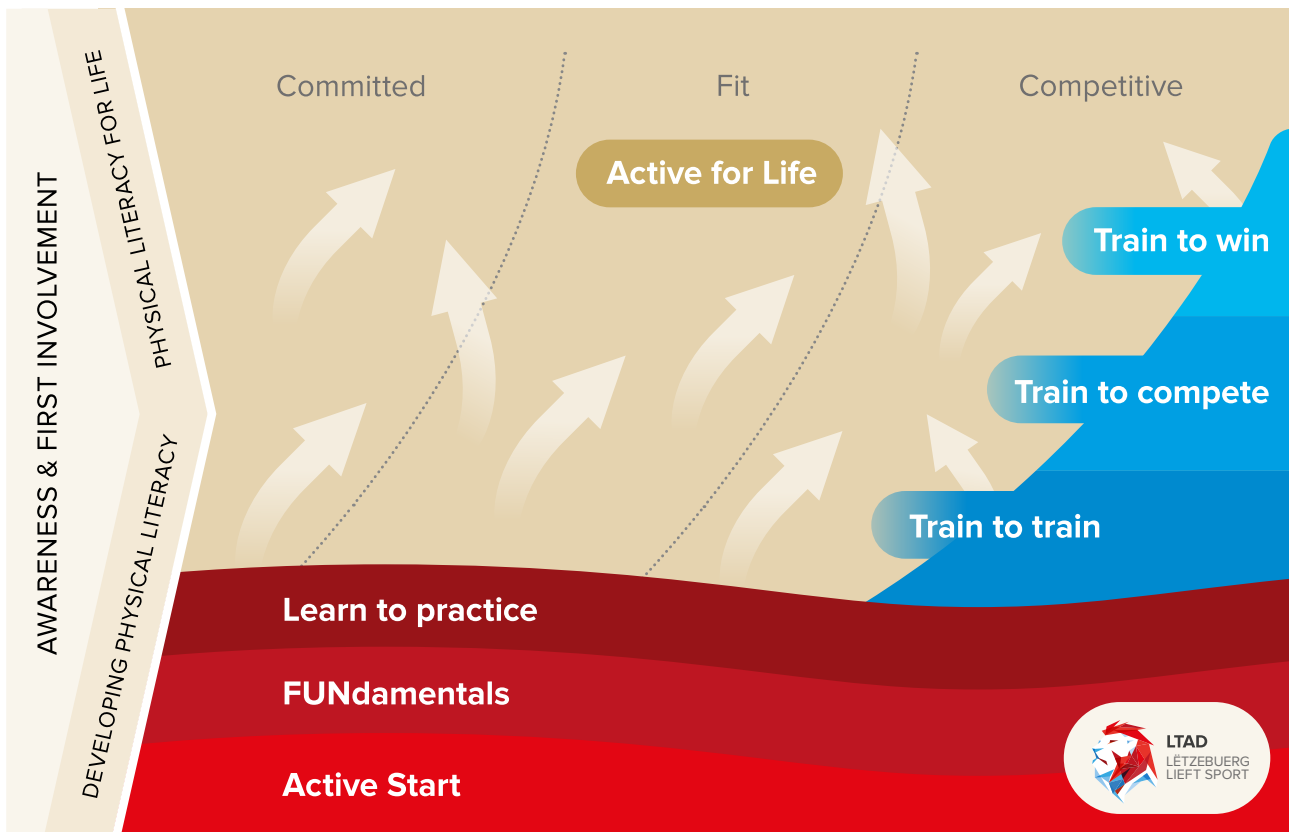 AWARENESS & FIRST INVOLVEMENT
PHYSICAL LITERACY FOR LIFE
DEVELOPING PHYSICAL LITERACY
Committed
Fit
Competitive
Active for Life
Train to win
Train to compete
Train to train
Learn to practice
FUNdamentals
Active Start
LTAD
LËTZEBUERG
LIEFT SPORT